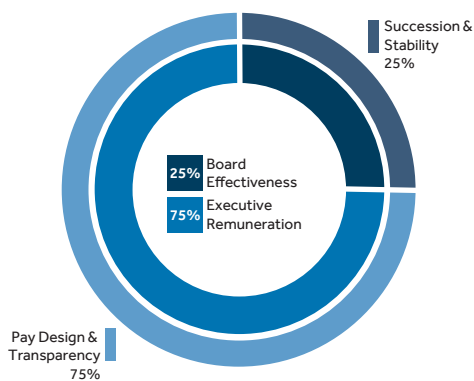 Succession &
Stability
25%
25% Board
Effectiveness
75% Executive
Remuneration
Pay Design &
Transparency
75%